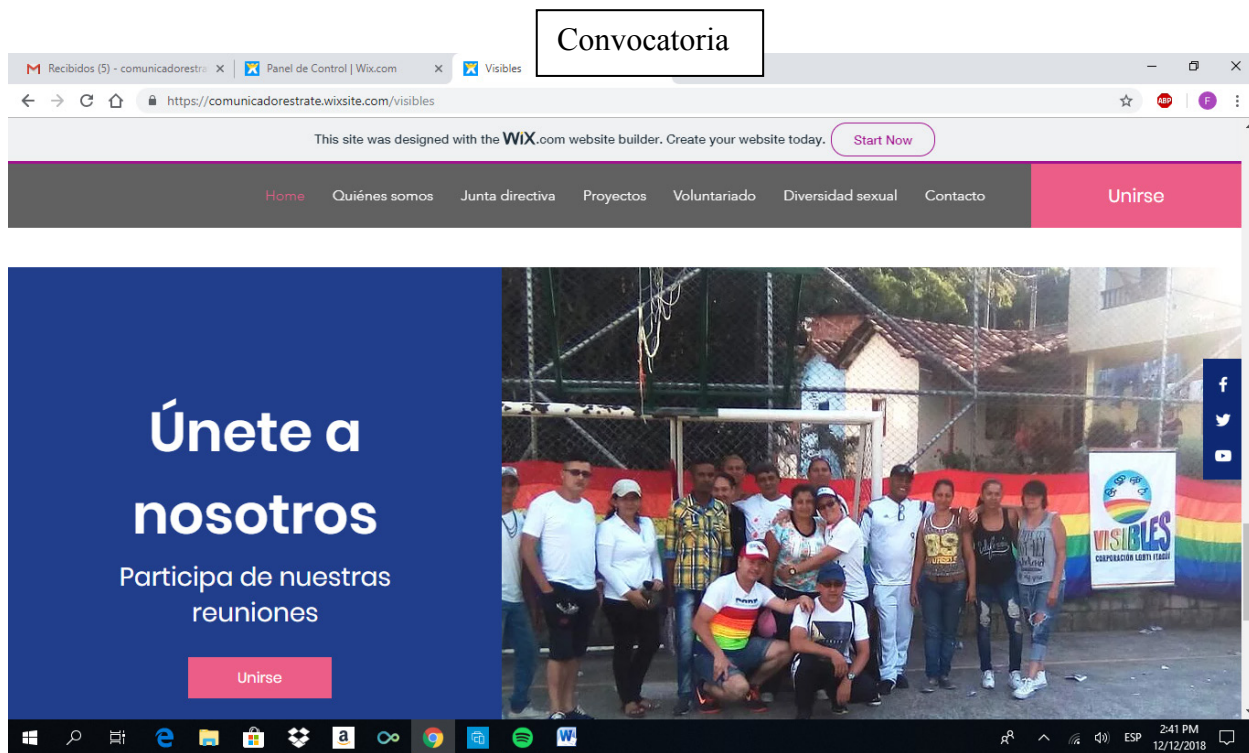 Convocatoria
Recibidos (5) - comunicadorestra
Panel de Control | Wix.com
Visibles
https://comunicadorestrate.wixsite.com/visibles
ABP
F
This site was designed with the WiX.com website builder. Create your website today. Start Now
Home Quiénes somos Junta directiva Proyectos Voluntariado Diversidad sexual Contacto Unirse
Únete a
nosotros
Participa de nuestras
reuniones
Unirse
89
VISIBLES
CORPORACIÓN LGBTI ITAGÜÍ
ESP
2:41 PM
12/12/2018